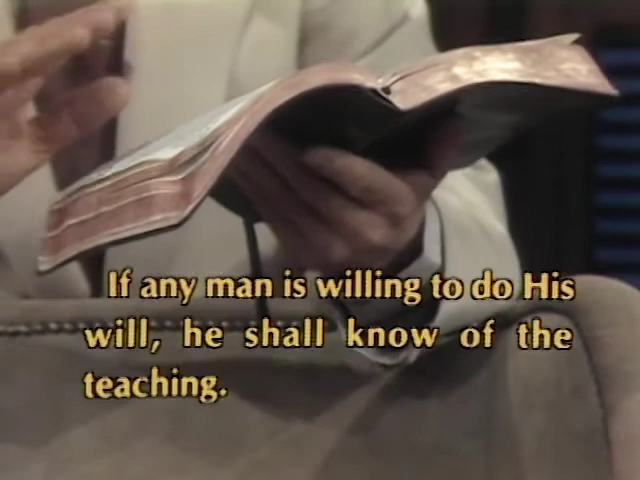 If any man is willing to do His
will, he shall know of the
teaching.